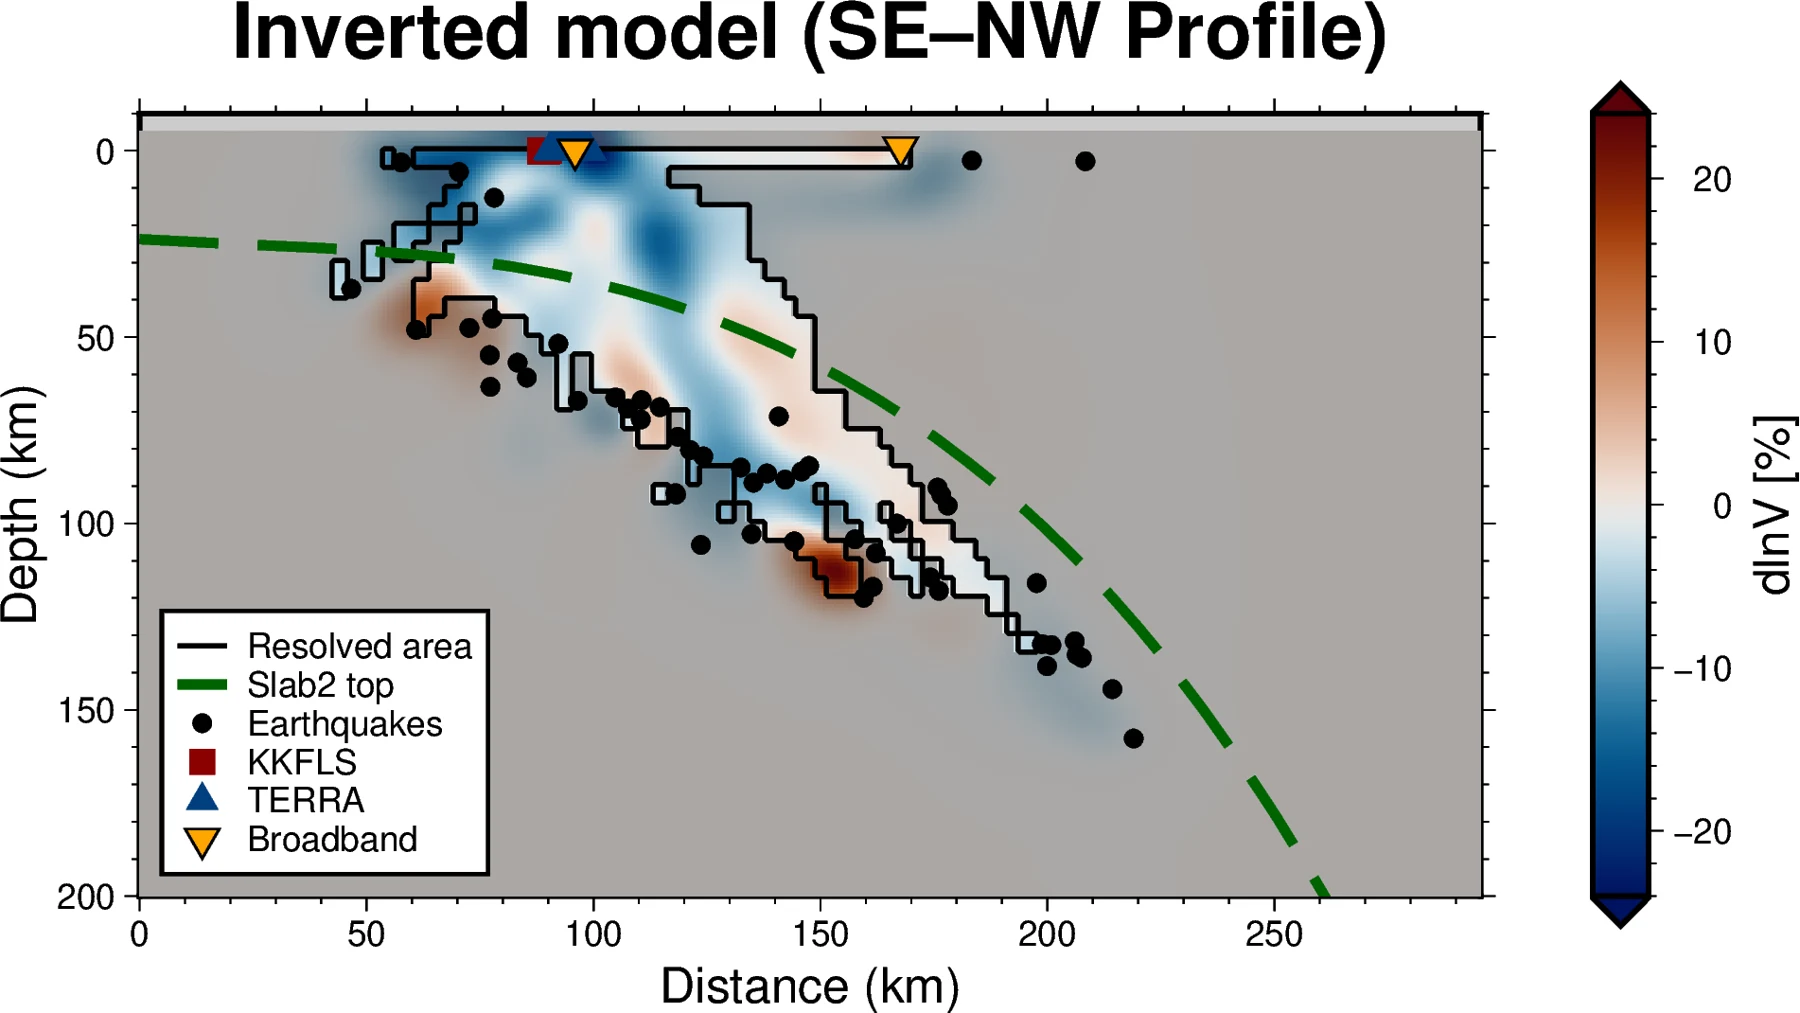 Inverted model (SE–NW Profile)
0
50
100
150
200
Depth (km)
0
50
100
150
200
250
Distance (km)
Resolved area
Slab2 top
Earthquakes
KKFLS
TERRA
Broadband
20
10
0
−10
−20
dlnV [%]